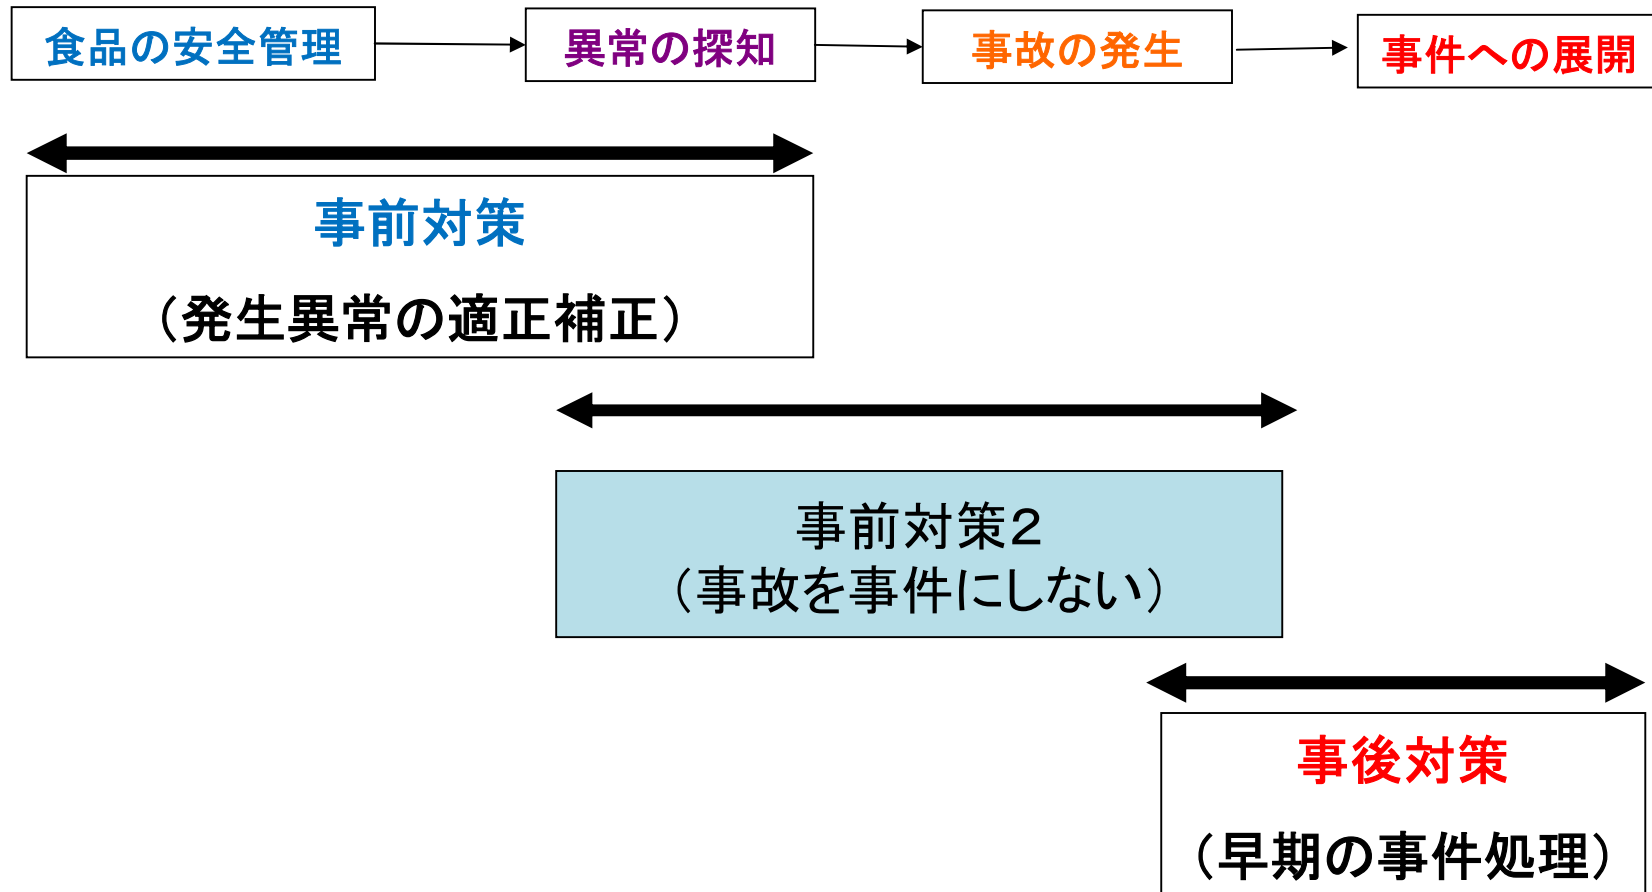 食品の安全管理
異常の探知
事故の発生
事件への展開
事前対策
（発生異常の適正補正）
事前対策２
（事故を事件にしない）
事後対策
（早期の事件処理）